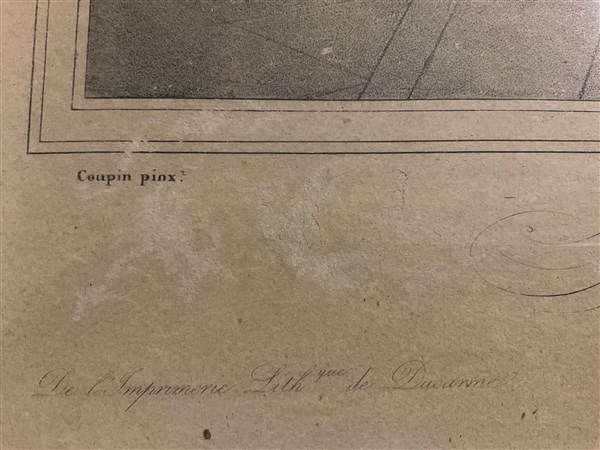 Coupin pinx.t
De l'Imprimerie Lith.que de Ducarme